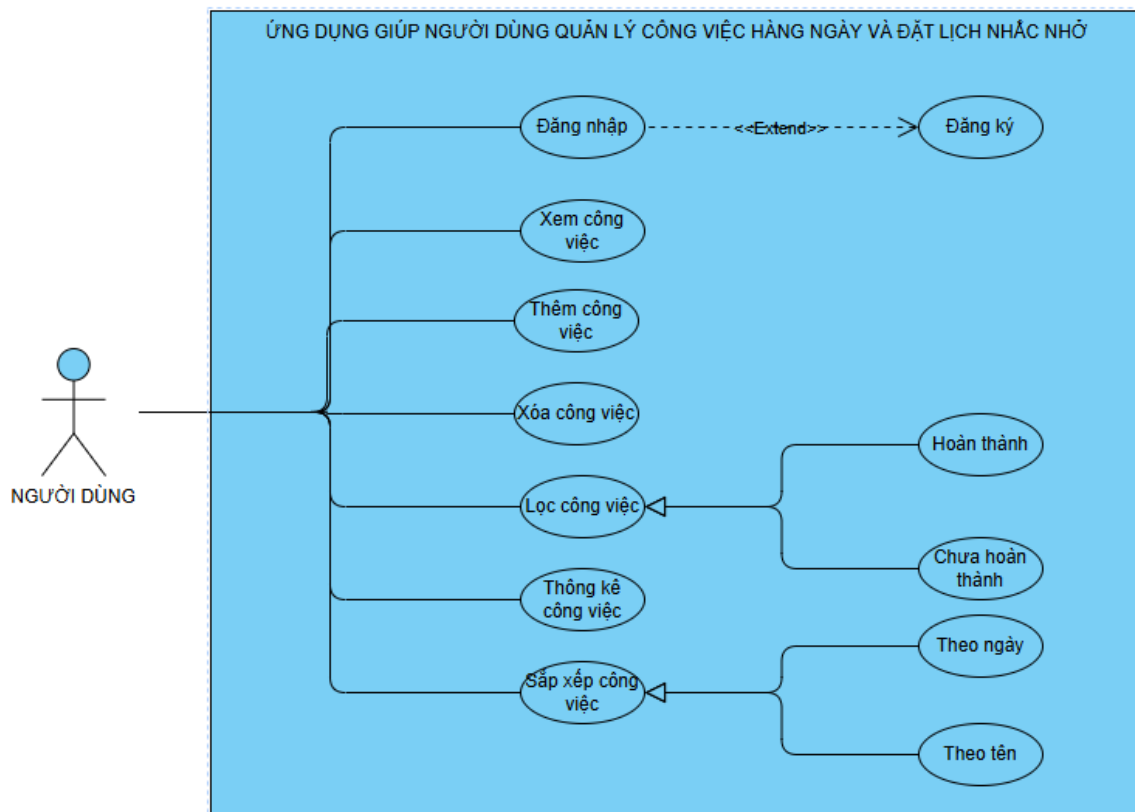 ỨNG DỤNG GIÚP NGƯỜI DÙNG QUẢN LÝ CÔNG VIỆC HÀNG NGÀY VÀ ĐẶT LỊCH NHẮC NHỞ
Đăng nhập
<<Extend>>
Đăng ký
Xem công
việc
Thêm công
việc
Xóa công việc
NGƯỜI DÙNG
Hoàn thành
Lọc công việc
Chưa hoàn
thành
Thông kê
công việc
Theo ngày
Sắp xếp công
việc
Theo tên